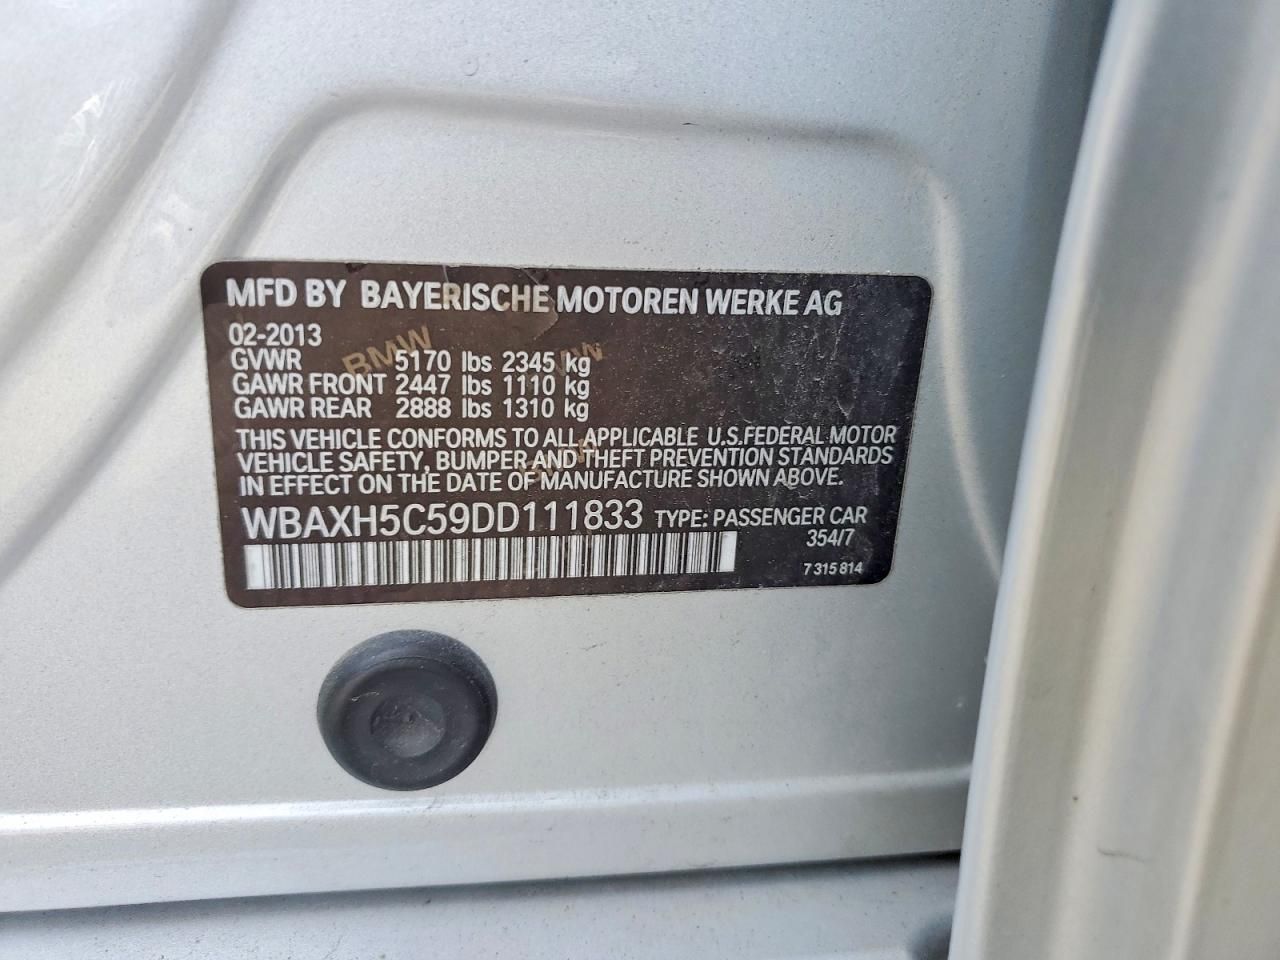 MFD BY BAYERISCHE MOTOREN WERKE AG
02-2013
GVWR 5170 lbs 2345 kg
GAWR FRONT 2447 lbs 1110 kg
GAWR REAR 2888 lbs 1310 kg
THIS VEHICLE CONFORMS TO ALL APPLICABLE U.S.FEDERAL MOTOR
VEHICLE SAFETY, BUMPER AND THEFT PREVENTION STANDARDS
IN EFFECT ON THE DATE OF MANUFACTURE SHOWN ABOVE.
WBAXH5C59DD111833 TYPE: PASSENGER CAR
354/7
7 315 814
BMW